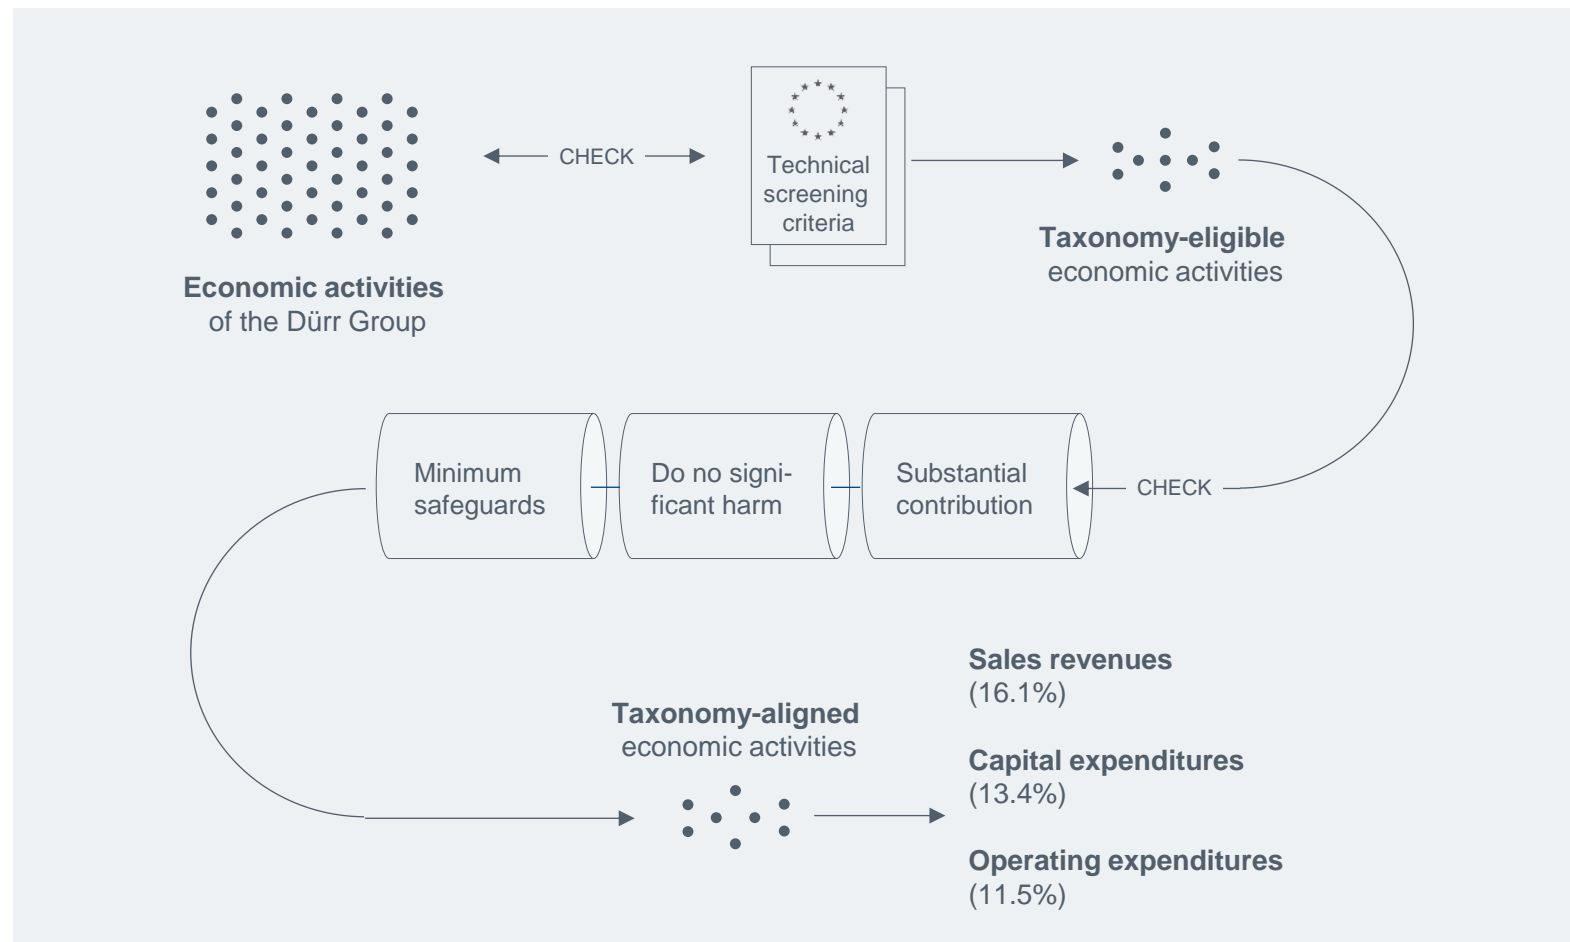 Economic activities
of the Dürr Group
CHECK
Technical
screening
criteria
Taxonomy-eligible
economic activities
CHECK
Substantial
contribution
Do no signi-
ficant harm
Minimum
safeguards
Taxonomy-aligned
economic activities
Sales revenues
(16.1%)
Capital expenditures
(13.4%)
Operating expenditures
(11.5%)